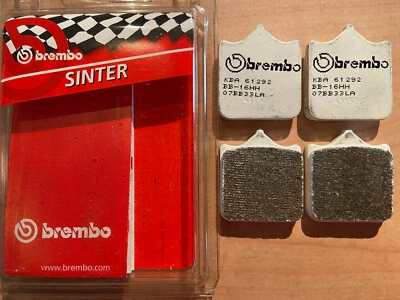 brembo
SINTER
brembo
www.brembo.com
brembo
KBA 61292
BB-16HH
07BB33LA
brembo
KBA 61292
BB-16HH
07BB33LA